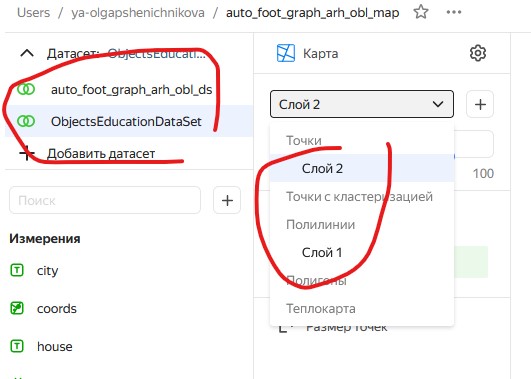 Users / ya-olgapshenichnikova / auto_foot_graph_arh_obl_map
Датасет: ObjectsEducati...
auto_foot_graph_arh_obl_ds
ObjectsEducationDataSet
Добавить датасет
Поиск
Измерения
city
coords
house
Карта
Слой 2
Точки
Слой 2
Точки с кластеризацией
Полилинии
Слой 1
Полигоны
Теплокарта
100
Размер точек